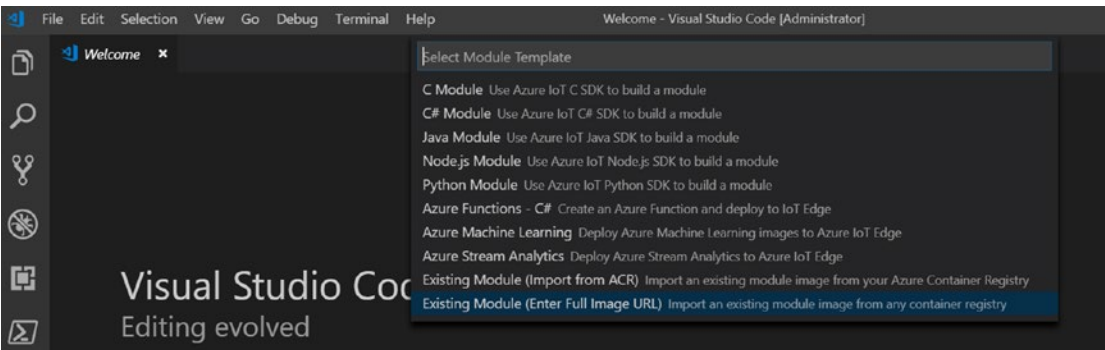 File Edit Selection View Go Debug Terminal Help Welcome - Visual Studio Code [Administrator]
Welcome ×
Select Module Template
C Module Use Azure IoT C SDK to build a module
C# Module Use Azure IoT C# SDK to build a module
Java Module Use Azure IoT Java SDK to build a module
Node.js Module Use Azure IoT Node.js SDK to build a module
Python Module Use Azure IoT Python SDK to build a module
Azure Functions - C# Create an Azure Function and deploy to IoT Edge
Azure Machine Learning Deploy Azure Machine Learning images to Azure IoT Edge
Azure Stream Analytics Deploy Azure Stream Analytics to Azure IoT Edge
Existing Module (Import from ACR) Import an existing module image from your Azure Container Registry
Existing Module (Enter Full Image URL) Import an existing module image from any container registry
Visual Studio Coc
Editing evolved